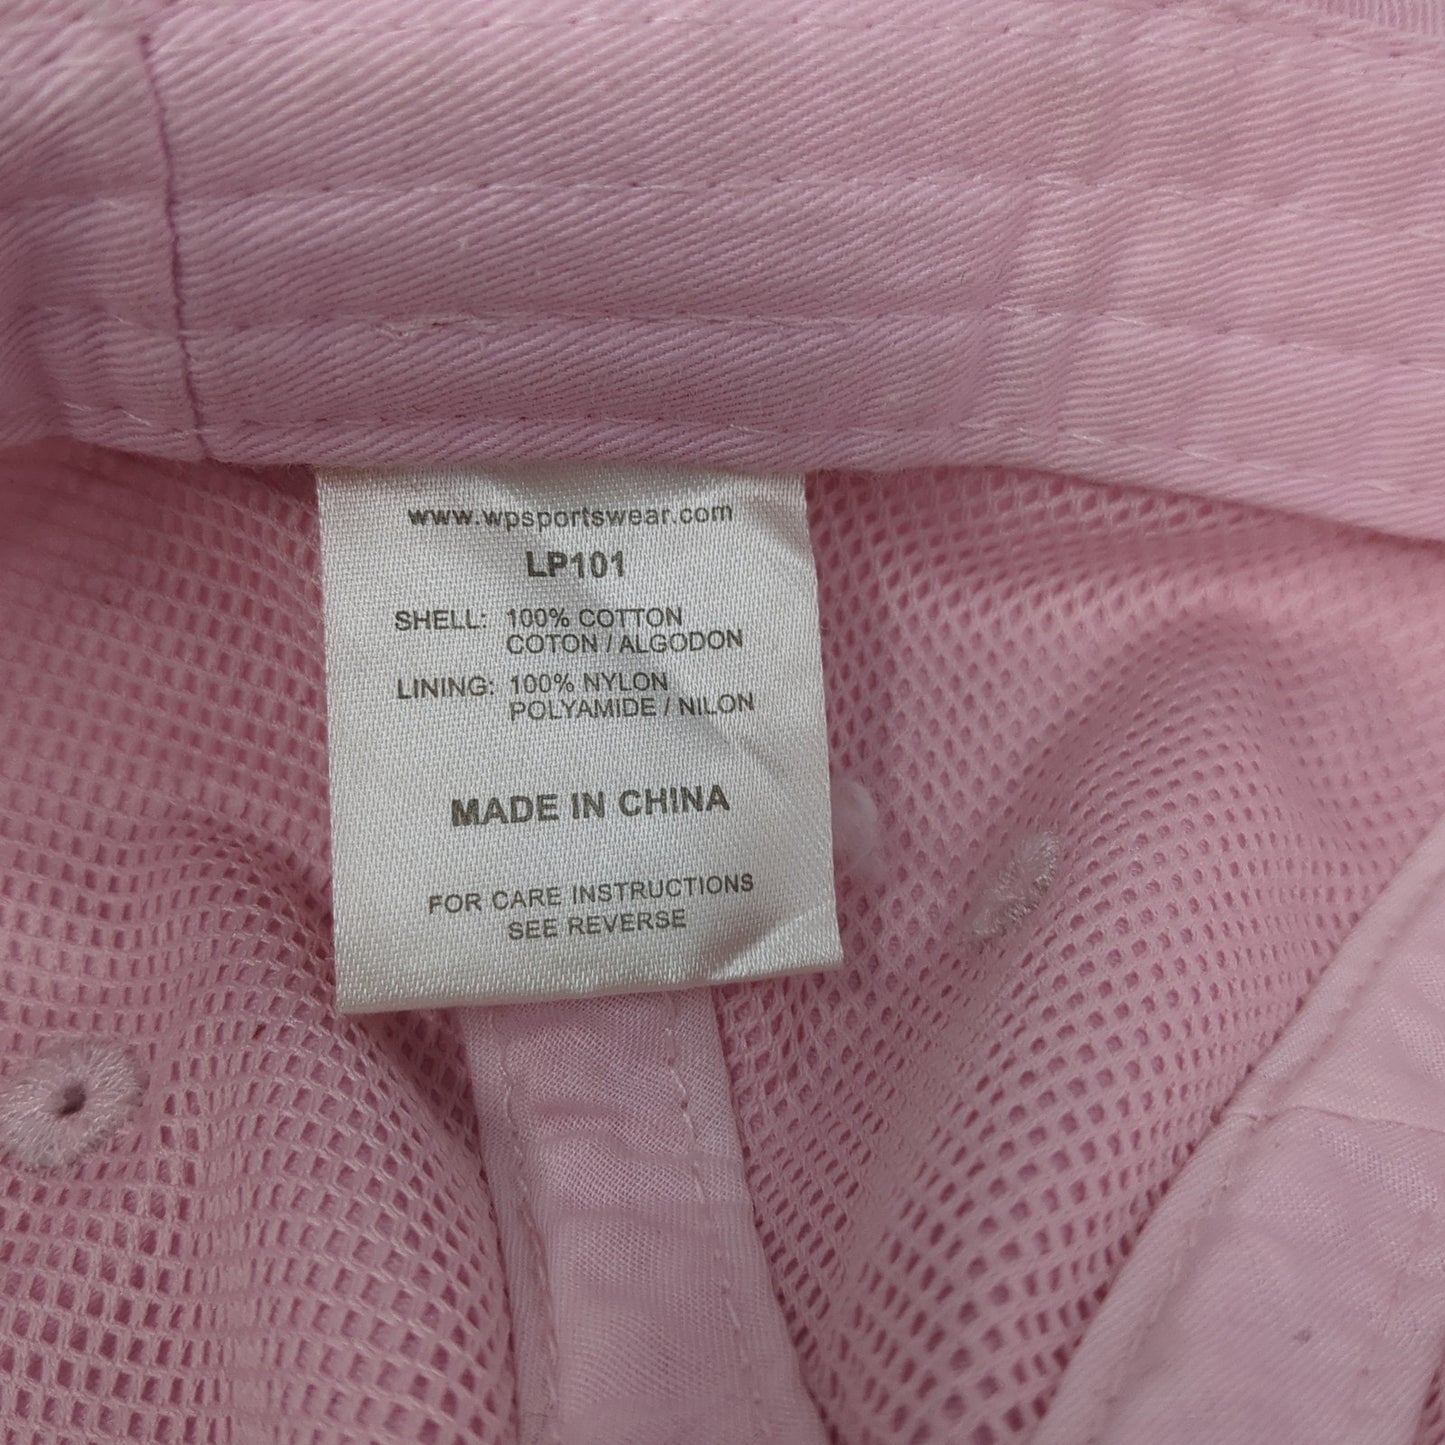 www.wpsportswear.com
LP101
SHELL: 100% COTTON
COTON / ALGODON
LINING: 100% NYLON
POLYAMIDE / NILON
MADE IN CHINA
FOR CARE INSTRUCTIONS
SEE REVERSE